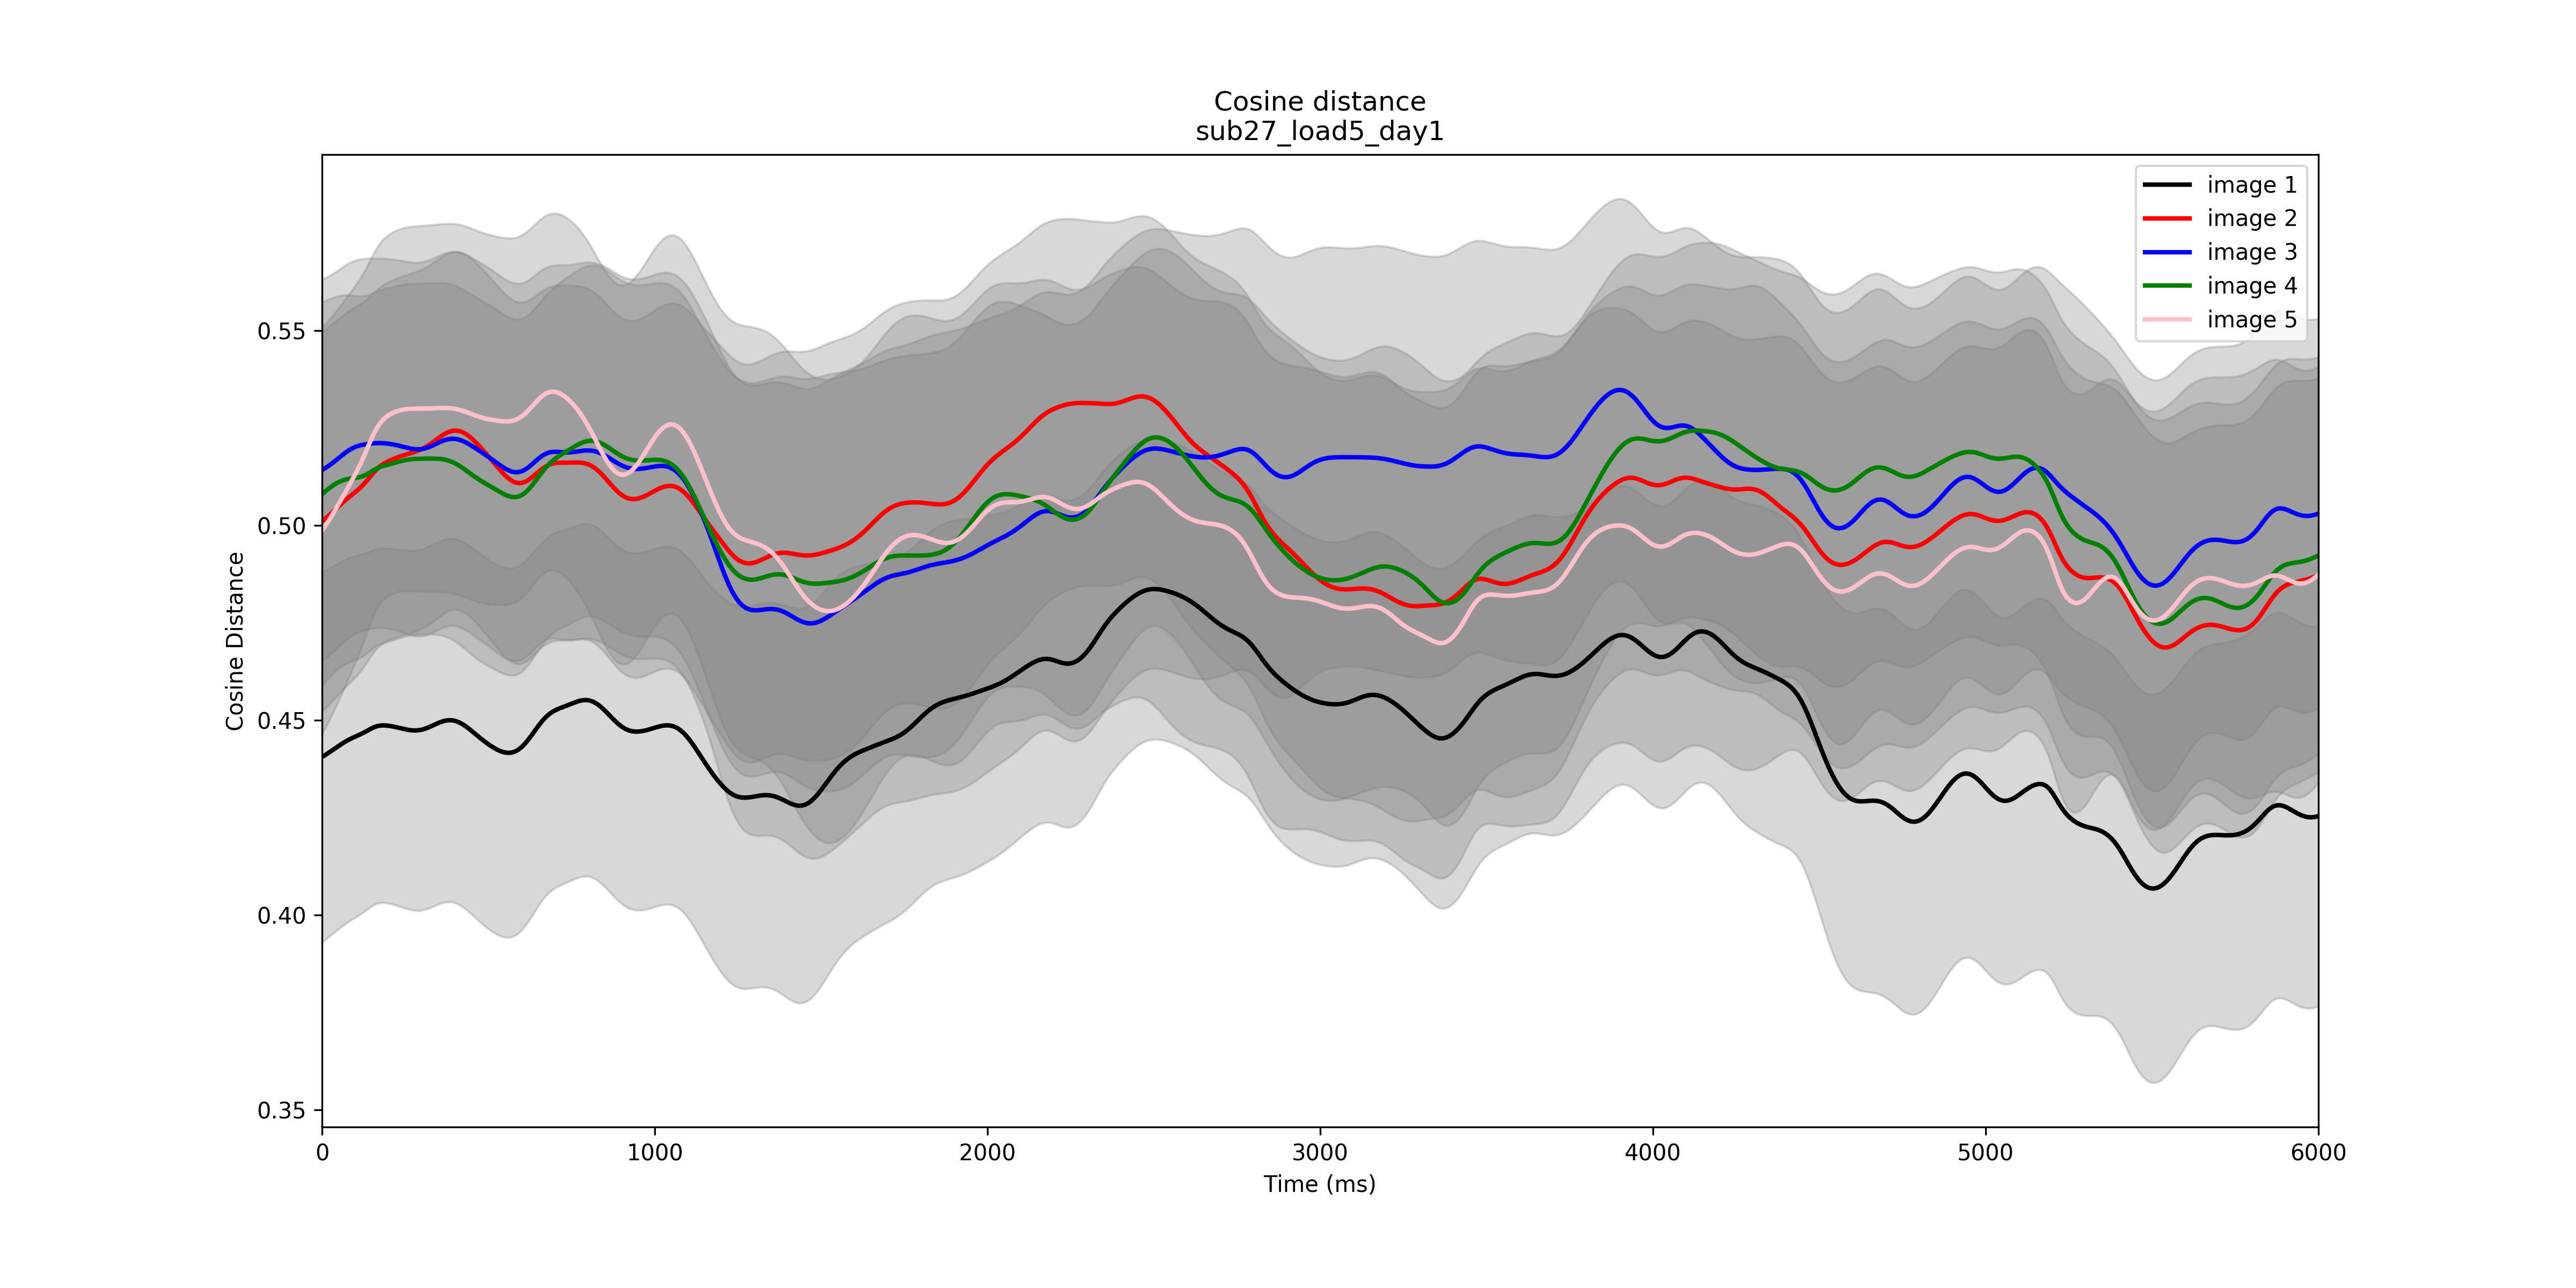 Cosine distance
sub27_load5_day1
image 1
image 2
image 3
image 4
image 5
0.55
0.50
0.45
0.40
0.35
Cosine Distance
0 1000 2000 3000 4000 5000 6000
Time (ms)